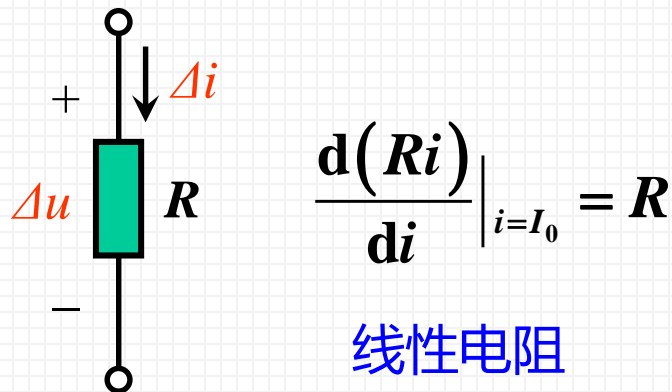 +
Δi
Δu
R
−
d(Ri)/di |i=I₀ = R
线性电阻